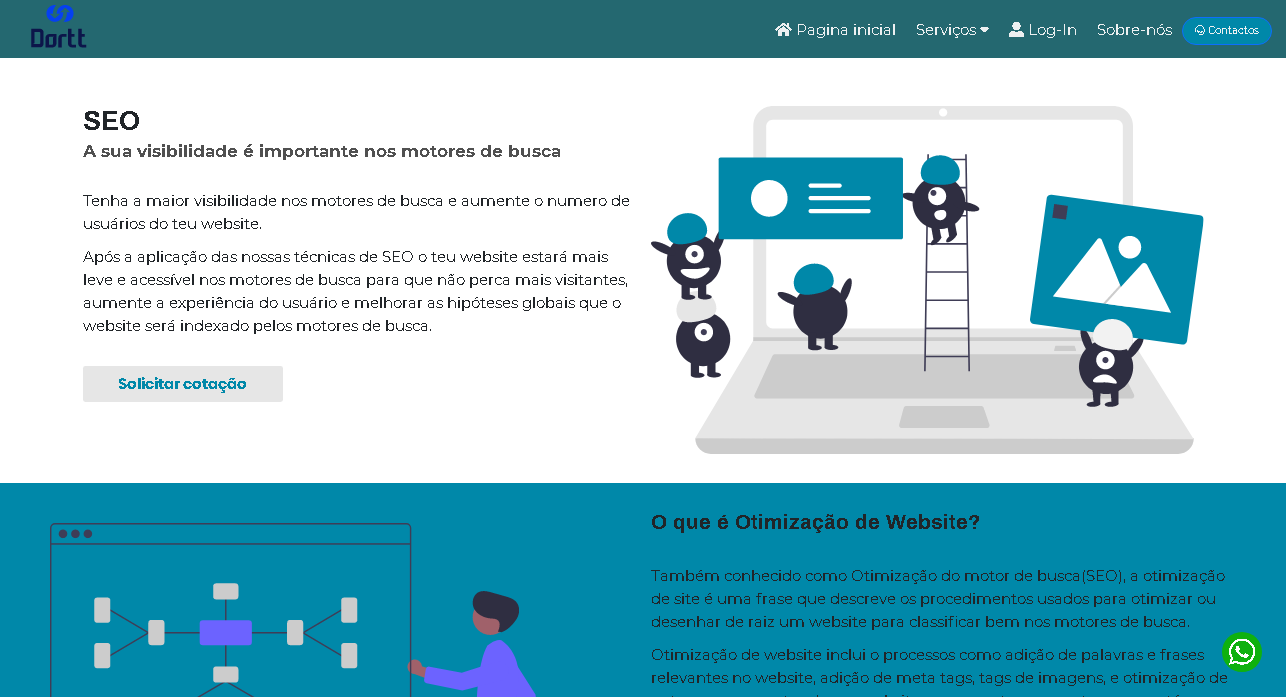 Dortt
Pagina inicial Serviços Log-In Sobre-nós Contactos
SEO
A sua visibilidade é importante nos motores de busca
Tenha a maior visibilidade nos motores de busca e aumente o numero de
usuários do teu website.
Após a aplicação das nossas técnicas de SEO o teu website estará mais
leve e acessível nos motores de busca para que não perca mais visitantes,
aumente a experiência do usuário e melhorar as hipóteses globais que o
website será indexado pelos motores de busca.
Solicitar cotação
O que é Otimização de Website?
Também conhecido como Otimização do motor de busca(SEO), a otimização
de site é uma frase que descreve os procedimentos usados para otimizar ou
desenhar de raiz um website para classificar bem nos motores de busca.
Otimização de website inclui o processos como adição de palavras e frases
relevantes no website, adição de meta tags, tags de imagens, e otimização de